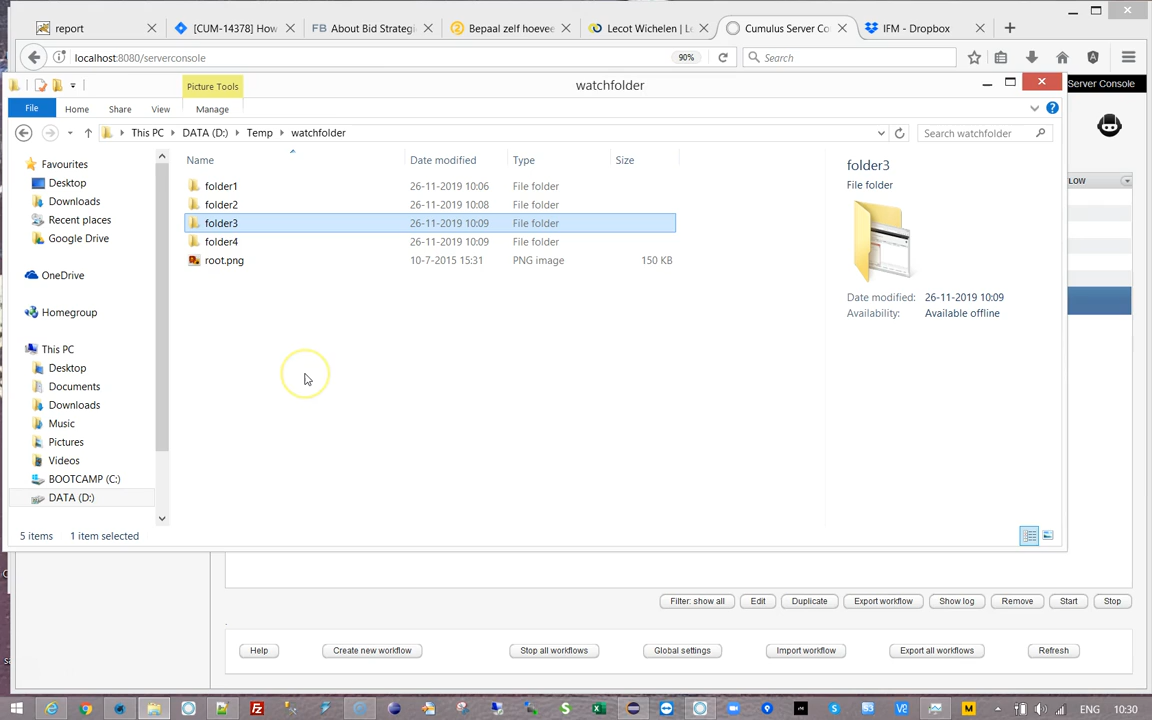 report
[CUM-14378] How
FB About Bid Strategi
Bepaal zelf hoevee
Lecot Wichelen | L
Cumulus Server Co
IFM - Dropbox
localhost:8080/serverconsole
90%
Search
Picture Tools
watchfolder
Server Console
File
Home
Share
View
Manage
This PC
DATA (D:)
Temp
watchfolder
Search watchfolder
Favourites
Desktop
Downloads
Recent places
Google Drive
OneDrive
Homegroup
This PC
Desktop
Documents
Downloads
Music
Pictures
Videos
BOOTCAMP (C:)
DATA (D:)
Name Date modified Type Size
folder1 26-11-2019 10:06 File folder
folder2 26-11-2019 10:08 File folder
folder3 26-11-2019 10:09 File folder
folder4 26-11-2019 10:09 File folder
root.png 10-7-2015 15:31 PNG image 150 KB
folder3
File folder
Date modified: 26-11-2019 10:09
Availability: Available offline
LOW
5 items 1 item selected
Filter: show all
Edit
Duplicate
Export workflow
Show log
Remove
Start
Stop
Help
Create new workflow
Stop all workflows
Global settings
Import workflow
Export all workflows
Refresh
ENG
10:30